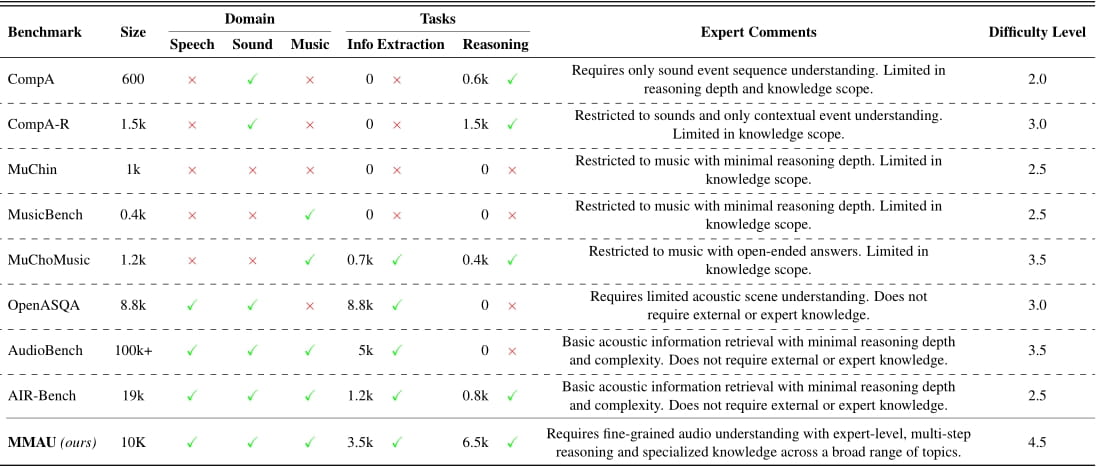 Benchmark Size Domain Tasks Expert Comments Difficulty Level
Speech Sound Music Info Extraction Reasoning
CompA 600 × ✓ × 0 × 0.6k ✓ Requires only sound event sequence understanding. Limited in
reasoning depth and knowledge scope. 2.0
CompA-R 1.5k × ✓ × 0 × 1.5k ✓ Restricted to sounds and only contextual event understanding.
Limited in knowledge scope. 3.0
MuChin 1k × × × 0 × 0 × Restricted to music with minimal reasoning depth. Limited in
knowledge scope. 2.5
MusicBench 0.4k × × ✓ 0 × 0 × Restricted to music with minimal reasoning depth. Limited in
knowledge scope. 2.5
MuChoMusic 1.2k × × ✓ 0.7k ✓ 0.4k ✓ Restricted to music with open-ended answers. Limited in
knowledge scope. 3.5
OpenASQA 8.8k ✓ ✓ × 8.8k ✓ 0 × Requires limited acoustic scene understanding. Does not
require external or expert knowledge. 3.0
AudioBench 100k+ ✓ ✓ ✓ 5k ✓ 0 × Basic acoustic information retrieval with minimal reasoning depth
and complexity. Does not require external or expert knowledge. 3.5
AIR-Bench 19k ✓ ✓ ✓ 1.2k ✓ 0.8k ✓ Basic acoustic information retrieval with minimal reasoning depth
and complexity. Does not require external or expert knowledge. 2.5
MMAU (ours) 10K ✓ ✓ ✓ 3.5k ✓ 6.5k ✓ Requires fine-grained audio understanding with expert-level, multi-step
reasoning and specialized knowledge across a broad range of topics. 4.5